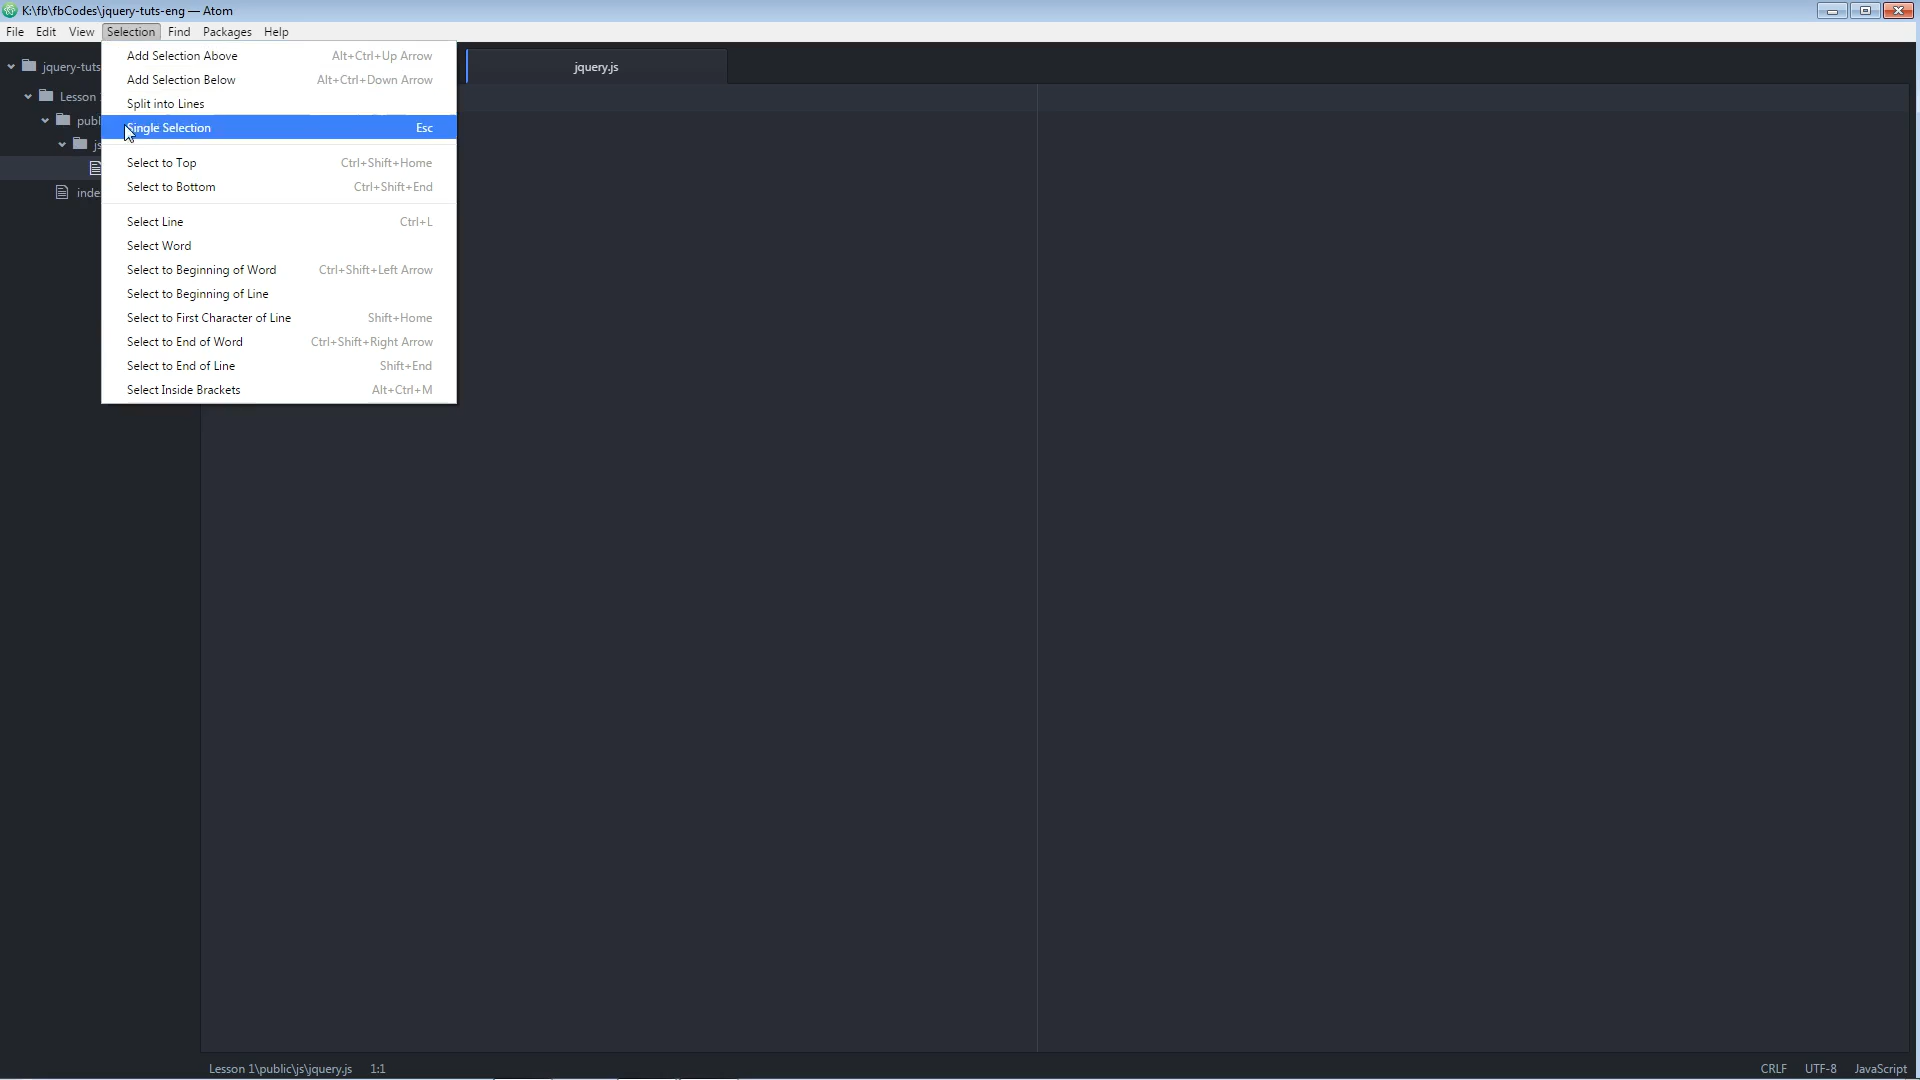 K:\fb\fbCodes\jquery-tuts-eng — Atom
File Edit View Selection Find Packages Help
jquery-tuts
jquery.js
Lesson
publ
js
inde
Add Selection Above Alt+Ctrl+Up Arrow
Add Selection Below Alt+Ctrl+Down Arrow
Split into Lines
Single Selection Esc
Select to Top Ctrl+Shift+Home
Select to Bottom Ctrl+Shift+End
Select Line Ctrl+L
Select Word
Select to Beginning of Word Ctrl+Shift+Left Arrow
Select to Beginning of Line
Select to First Character of Line Shift+Home
Select to End of Word Ctrl+Shift+Right Arrow
Select to End of Line Shift+End
Select Inside Brackets Alt+Ctrl+M
Lesson 1\public\js\jquery.js 1:1 CRLF UTF-8 JavaScript